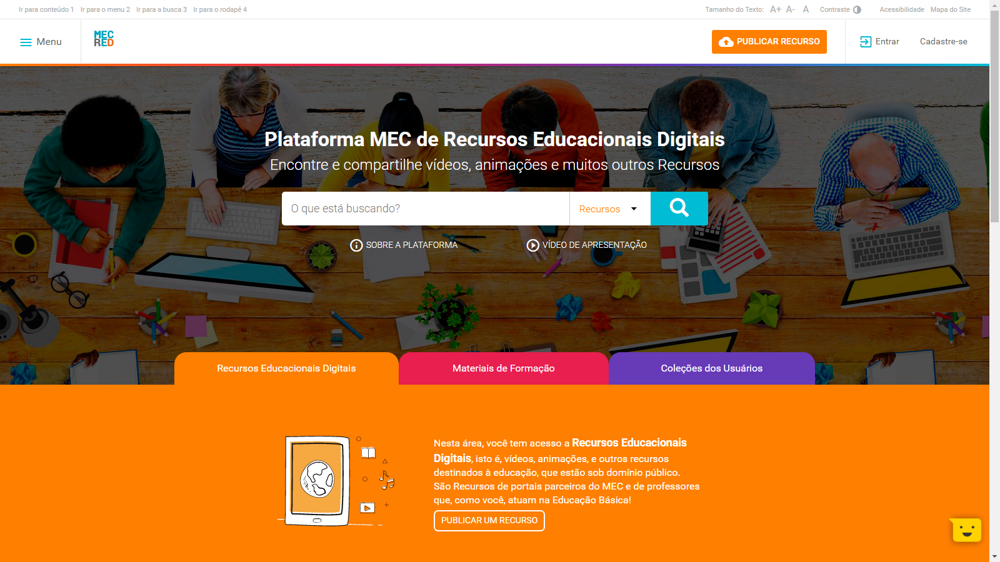 Ir para conteúdo 1 Ir para o menu 2 Ir para a busca 3 Ir para o rodapé 4
Tamanho do Texto: A+ A- A Contraste Acessibilidade Mapa do Site
Menu
MEC
RED
PUBLICAR RECURSO
Entrar
Cadastre-se
Plataforma MEC de Recursos Educacionais Digitais
Encontre e compartilhe vídeos, animações e muitos outros Recursos
O que está buscando?
Recursos
SOBRE A PLATAFORMA
VÍDEO DE APRESENTAÇÃO
Recursos Educacionais Digitais
Materiais de Formação
Coleções dos Usuários
Nesta área, você tem acesso a Recursos Educacionais
Digitais, isto é, vídeos, animações, e outros recursos
destinados à educação, que estão sob domínio público.
São Recursos de portais parceiros do MEC e de professores
que, como você, atuam na Educação Básica!
PUBLICAR UM RECURSO